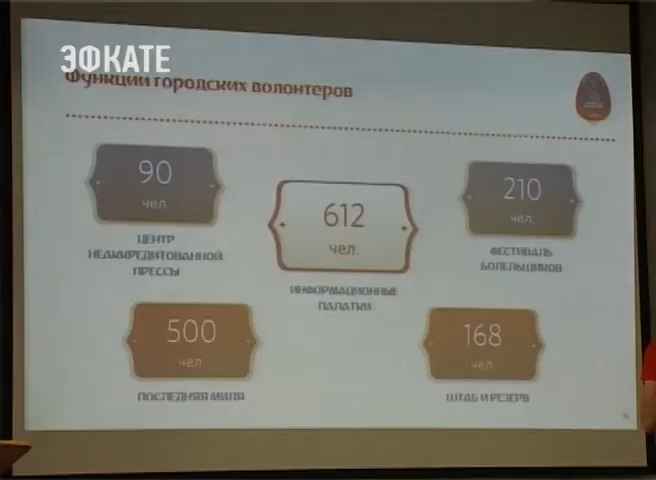 ЭФКАТЕ
Функции городских волонтеров
90
чел.
ЦЕНТР
НЕАККРЕДИТОВАННОЙ
ПРЕССЫ
612
чел.
ИНФОРМАЦИОННЫЕ
ПАЛАТКИ
210
чел.
ФЕСТИВАЛЬ
БОЛЕЛЬЩИКОВ
500
чел.
ПОСЛЕДНЯЯ МИЛЯ
168
чел.
ШТАБ И РЕЗЕРВ